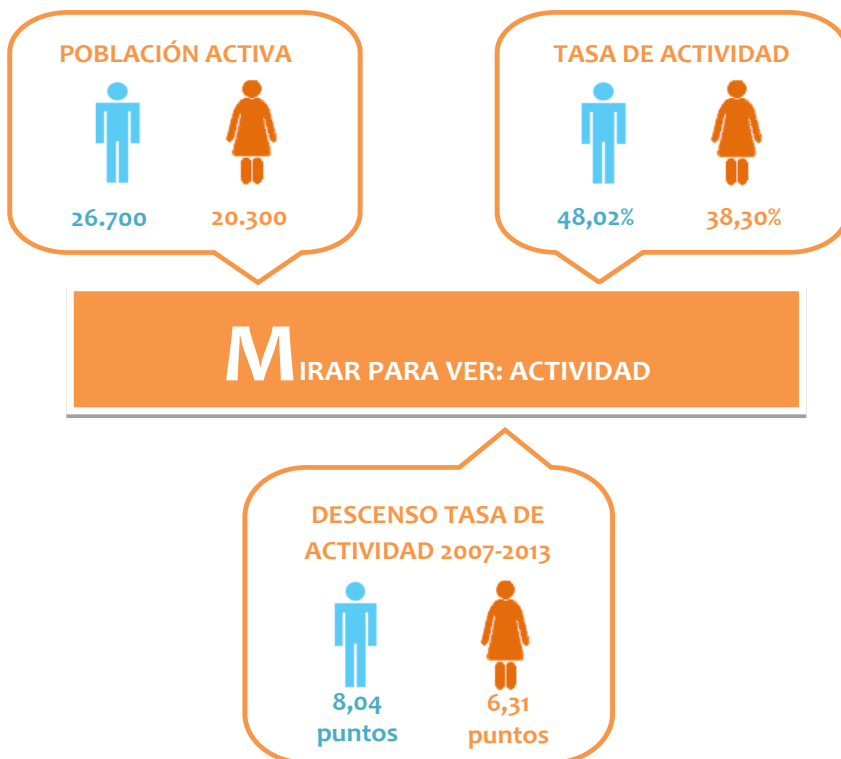 POBLACIÓN ACTIVA
26.700 20.300
TASA DE ACTIVIDAD
48,02% 38,30%
MIRAR PARA VER: ACTIVIDAD
DESCENSO TASA DE
ACTIVIDAD 2007-2013
8,04 6,31
puntos puntos